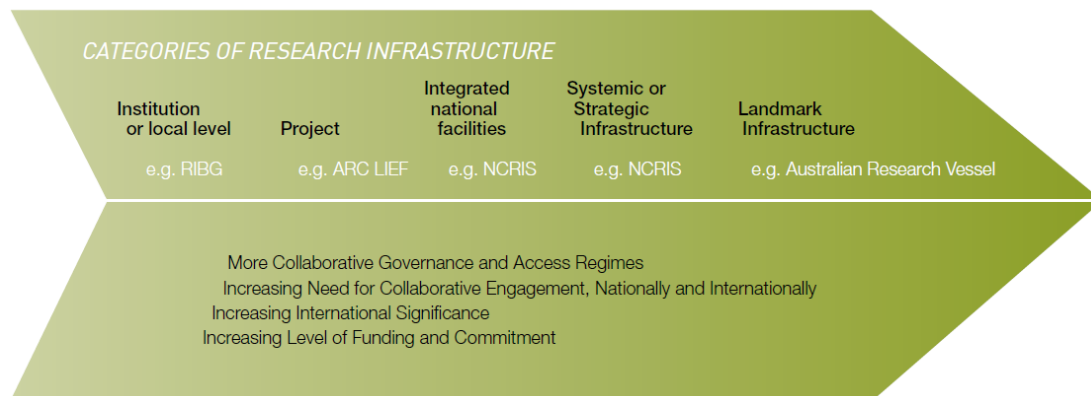 CATEGORIES OF RESEARCH INFRASTRUCTURE
Institution
or local level
Project
Integrated
national
facilities
Systemic or
Strategic
Infrastructure
Landmark
Infrastructure
e.g. RIBG
e.g. ARC LIEF
e.g. NCRIS
e.g. NCRIS
e.g. Australian Research Vessel
More Collaborative Governance and Access Regimes
Increasing Need for Collaborative Engagement, Nationally and Internationally
Increasing International Significance
Increasing Level of Funding and Commitment